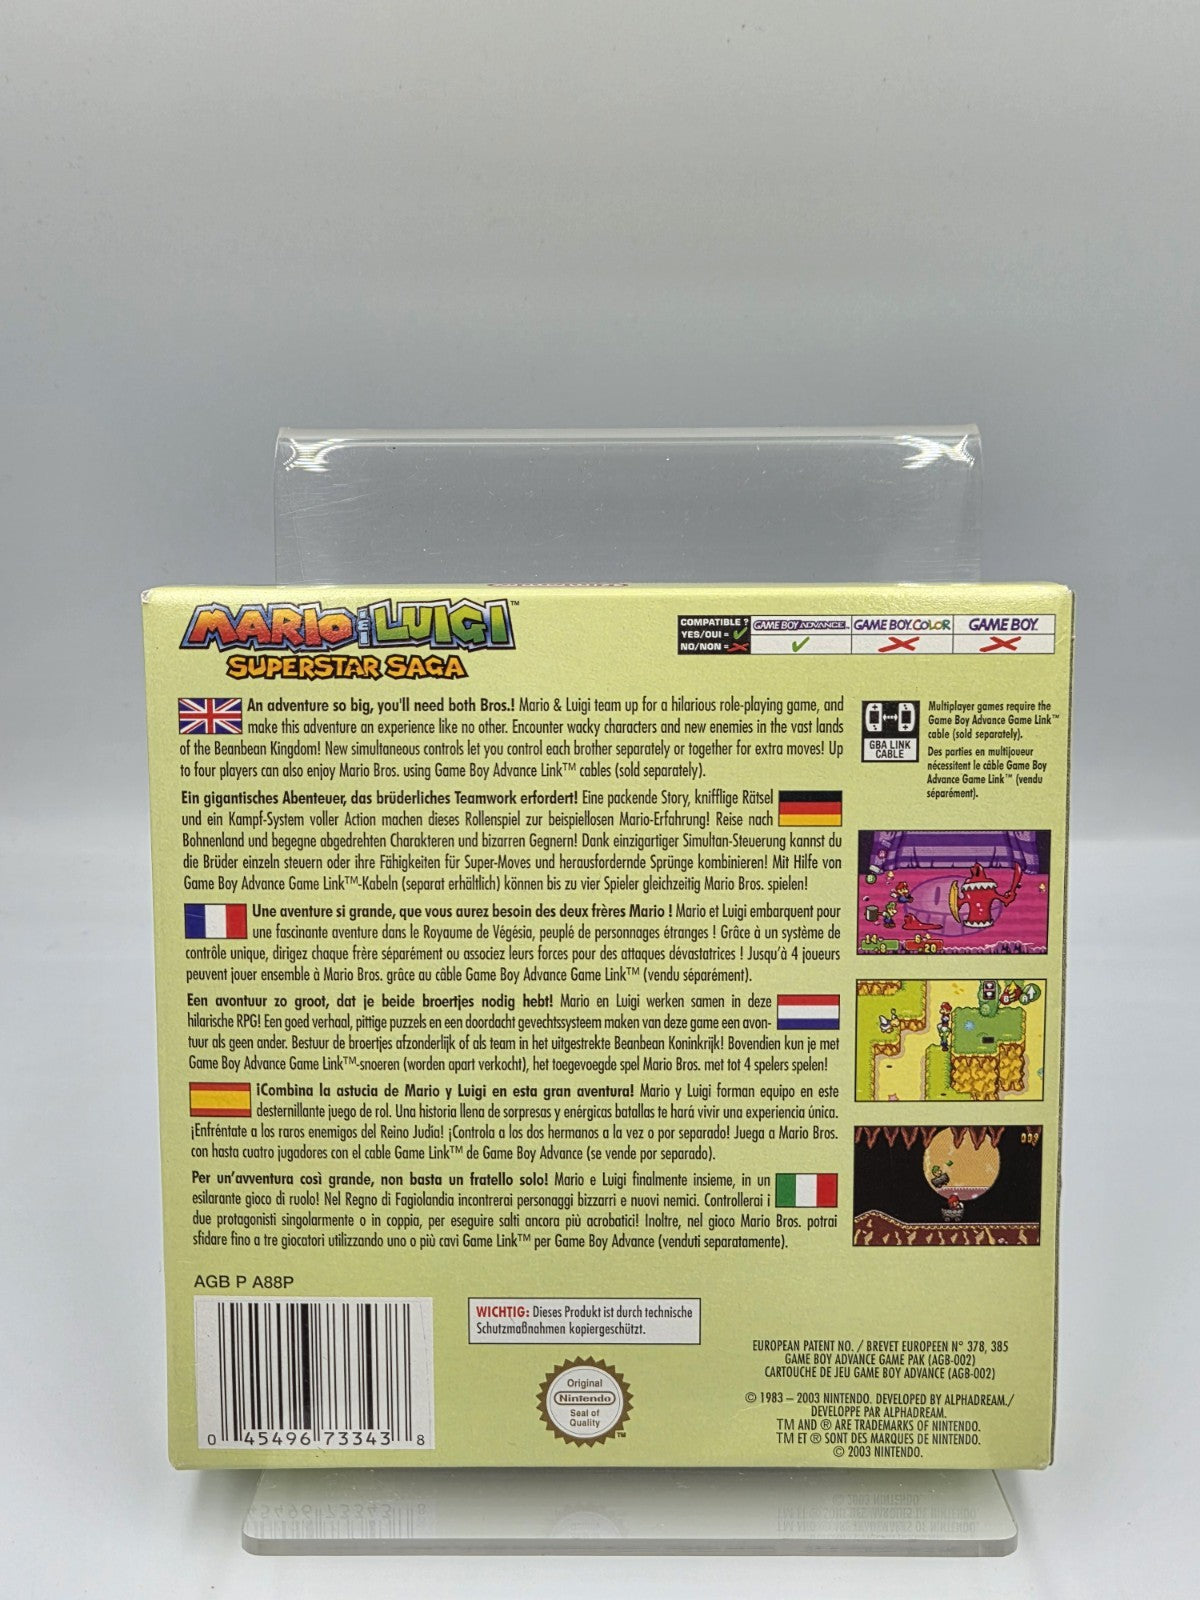 MARIO & LUIGI™
SUPERSTAR SAGA
COMPATIBLE ?
YES/OUI =
NO/NON =
GAME BOY ADVANCE™
GAME BOY COLOR
GAME BOY™
An adventure so big, you'll need both Bros.! Mario & Luigi team up for a hilarious role-playing game, and
make this adventure an experience like no other. Encounter wacky characters and new enemies in the vast lands
of the Beanbean Kingdom! New simultaneous controls let you control each brother separately or together for extra moves! Up
to four players can also enjoy Mario Bros. using Game Boy Advance Link™ cables (sold separately).
Ein gigantisches Abenteuer, das brüderliches Teamwork erfordert! Eine packende Story, knifflige Rätsel
und ein Kampf-System voller Action machen dieses Rollenspiel zur beispiellosen Mario-Erfahrung! Reise nach
Bohnenland und begegne abgedrehten Charakteren und bizarren Gegnern! Dank einzigartiger Simultan-Steuerung kannst du
die Brüder einzeln steuern oder ihre Fähigkeiten für Super-Moves und herausfordernde Sprünge kombinieren! Mit Hilfe von
Game Boy Advance Game Link™-Kabeln (separat erhältlich) können bis zu vier Spieler gleichzeitig Mario Bros. spielen!
Une aventure si grande, que vous aurez besoin des deux frères Mario ! Mario et Luigi embarquent pour
une fascinante aventure dans le Royaume de Végésia, peuplé de personnages étranges ! Grâce à un système de
contrôle unique, dirigez chaque frère séparément ou associez leurs forces pour des attaques dévastatrices ! Jusqu'à 4 joueurs
peuvent jouer ensemble à Mario Bros. grâce au câble Game Boy Advance Game Link™ (vendu séparément).
Een avontuur zo groot, dat je beide broertjes nodig hebt! Mario en Luigi werken samen in deze
hilarische RPG! Een goed verhaal, pittige puzzels en een doordacht gevechtssysteem maken van deze game een avon-
tuur als geen ander. Bestuur de broertjes afzonderlijk of als team in het uitgestrekte Beanbean Koninkrijk! Bovendien kun je met
Game Boy Advance Game Link™-snoeren (worden apart verkocht), het toegevoegde spel Mario Bros. met tot 4 spelers spelen!
¡Combina la astucia de Mario y Luigi en esta gran aventura! Mario y Luigi forman equipo en este
desternillante juego de rol. Una historia llena de sorpresas y enérgicas batallas te hará vivir una experiencia única.
¡Enfréntate a los raros enemigos del Reino Judía! ¡Controla a los dos hermanos a la vez o por separado! Juega a Mario Bros.
con hasta cuatro jugadores con el cable Game Link™ de Game Boy Advance (se vende por separado).
Per un'avventura così grande, non basta un fratello solo! Mario e Luigi finalmente insieme, in un
esilarante gioco di ruolo! Nel Regno di Fagiolandia incontrerai personaggi bizzarri e nuovi nemici. Controllerai i
due protagonisti singolarmente o in coppia, per eseguire salti ancora più acrobatici! Inoltre, nel gioco Mario Bros. potrai
sfidare fino a tre giocatori utilizzando uno o più cavi Game Link™ per Game Boy Advance (venduti separatamente).
GBA LINK
CABLE
Multiplayer games require the
Game Boy Advance Game Link™
cable (sold separately).
Des parties en multijoueur
nécessitent le câble Game Boy
Advance Game Link™ (vendu
séparément).
009
AGB P A88P
0 45496 73343 8
WICHTIG: Dieses Produkt ist durch technische
Schutzmaßnahmen kopiergeschützt.
Original
Nintendo
Seal of
Quality
™
EUROPEAN PATENT NO. / BREVET EUROPEEN N° 378, 385
GAME BOY ADVANCE GAME PAK (AGB-002)
CARTOUCHE DE JEU GAME BOY ADVANCE (AGB-002)
© 1983 – 2003 NINTENDO. DEVELOPED BY ALPHADREAM./
DEVELOPPE PAR ALPHADREAM.
TM AND ® ARE TRADEMARKS OF NINTENDO.
TM ET ® SONT DES MARQUES DE NINTENDO.
© 2003 NINTENDO.